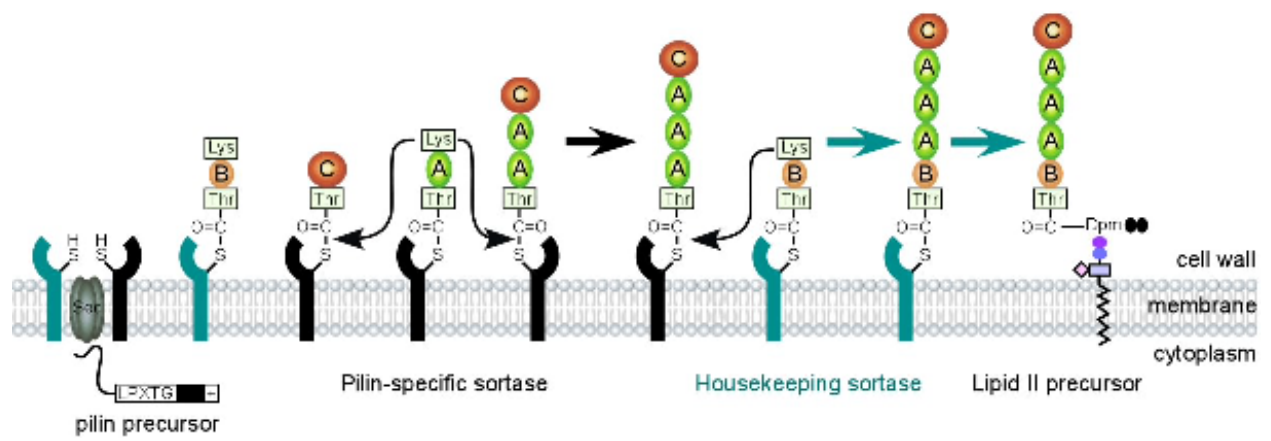 H H
S S
LPXTG
+
pilin precursor
Lys
B
Thr
O=C
S
C
Thr
O=C
S
Lys
A
Thr
O=C
S
C
A
A
Thr
C=O
S
Pilin-specific sortase
C
A
A
A
Thr
O=C
S
Lys
B
Thr
O=C
S
Housekeeping sortase
C
A
A
A
B
Thr
O=C
S
C
A
A
A
B
Thr
O=C — Dpm
cell wall
membrane
cytoplasm
Lipid II precursor